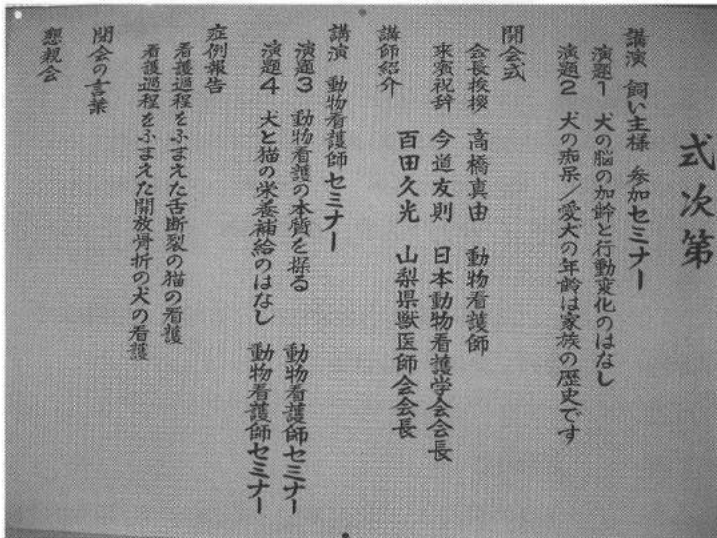 式次第
講演 飼い主様 参加セミナー
演題1 犬の脳の加齢と行動変化のはなし
演題2 犬の痴呆/愛犬の年齢は家族の歴史です
開会式
会長挨拶 高橋真由 動物看護師
来賓祝辞 今道友則 日本動物看護学会会長
百田久光 山梨県獣医師会会長
講師紹介
講演 動物看護師セミナー
演題3 動物看護の本質を探る 動物看護師セミナー
演題4 犬と猫の栄養補給のはなし 動物看護師セミナー
症例報告
看護過程をふまえた舌断裂の猫の看護
看護過程をふまえた開放骨折の犬の看護
閉会の言葉
懇親会